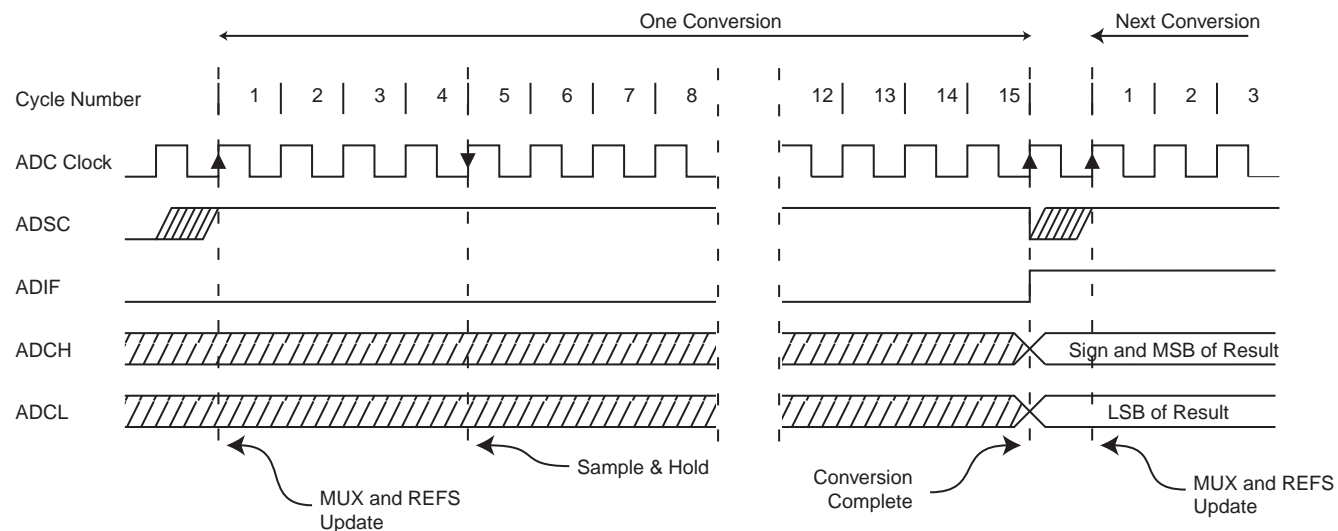 One Conversion
Next Conversion
Cycle Number
1 2 3 4 5 6 7 8 12 13 14 15 1 2 3
ADC Clock
ADSC
ADIF
ADCH
Sign and MSB of Result
ADCL
LSB of Result
MUX and REFS
Update
Sample & Hold
Conversion
Complete
MUX and REFS
Update